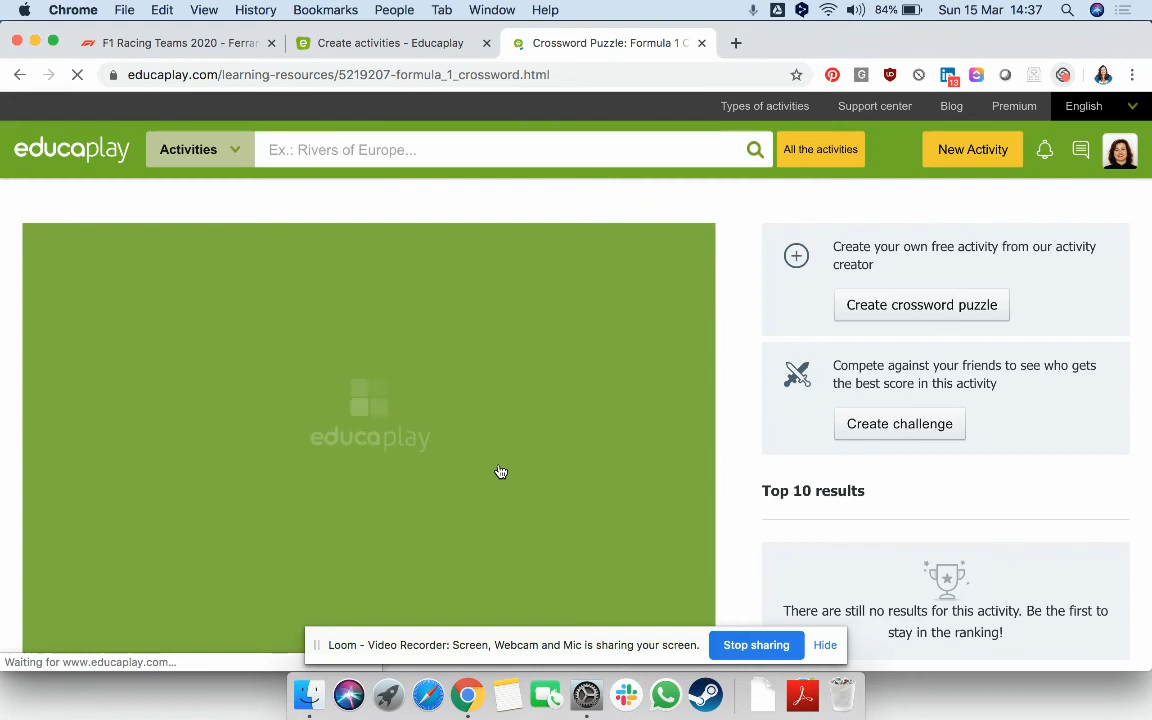 Chrome File Edit View History Bookmarks People Tab Window Help 84% Sun 15 Mar 14:37
F1 Racing Teams 2020 - Ferrar
Create activities - Educaplay
Crossword Puzzle: Formula 1 C
educaplay.com/learning-resources/5219207-formula_1_crossword.html
13
Types of activities Support center Blog Premium English
educaplay Activities Ex.: Rivers of Europe... All the activities New Activity
Create your own free activity from our activity
creator
Create crossword puzzle
Compete against your friends to see who gets
the best score in this activity
Create challenge
educaplay
Top 10 results
There are still no results for this activity. Be the first to
stay in the ranking!
Loom - Video Recorder: Screen, Webcam and Mic is sharing your screen. Stop sharing Hide
Waiting for www.educaplay.com...